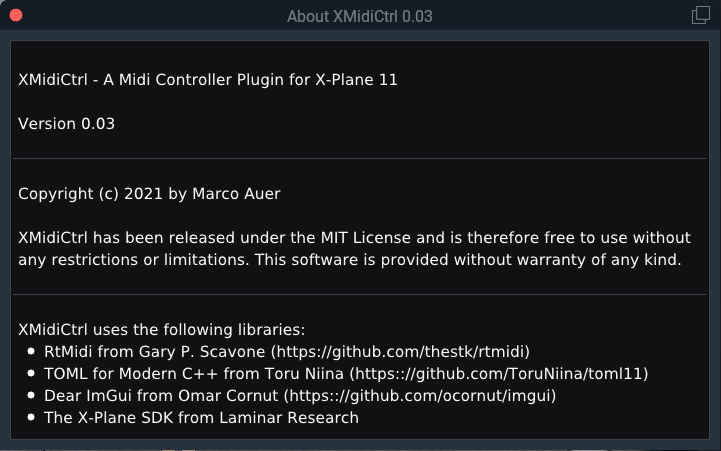 About XMidiCtrl 0.03
XMidiCtrl - A Midi Controller Plugin for X-Plane 11
Version 0.03
Copyright (c) 2021 by Marco Auer
XMidiCtrl has been released under the MIT License and is therefore free to use without
any restrictions or limitations. This software is provided without warranty of any kind.
XMidiCtrl uses the following libraries:
• RtMidi from Gary P. Scavone (https://github.com/thestk/rtmidi)
• TOML for Modern C++ from Toru Niina (https:://github.com/ToruNiina/toml11)
• Dear ImGui from Omar Cornut (https:://github.com/ocornut/imgui)
• The X-Plane SDK from Laminar Research